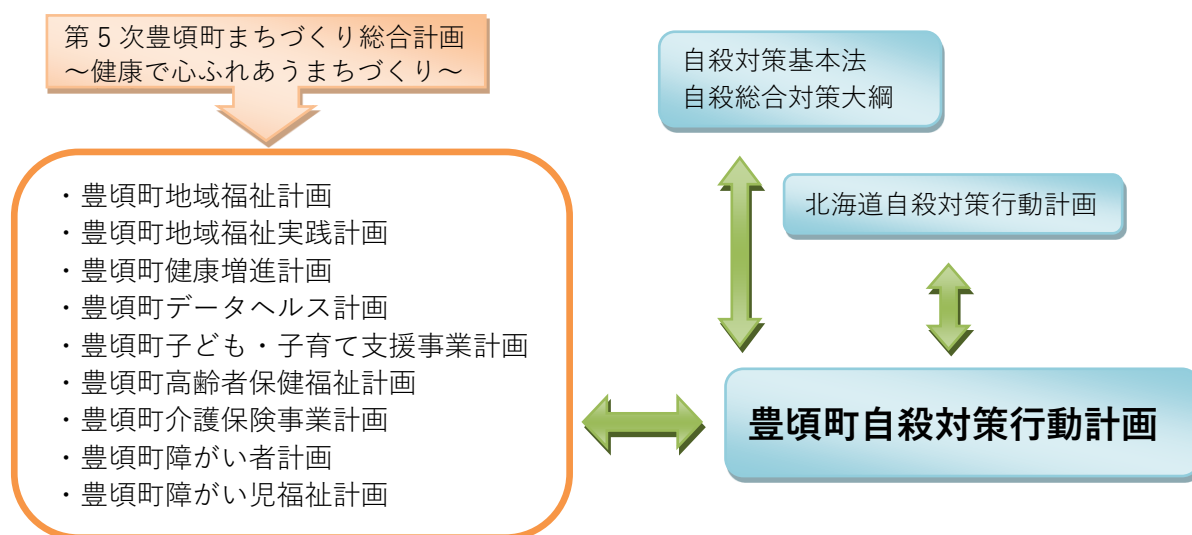 第5次豊頃町まちづくり総合計画
～健康で心ふれあうまちづくり～
・豊頃町地域福祉計画
・豊頃町地域福祉実践計画
・豊頃町健康増進計画
・豊頃町データヘルス計画
・豊頃町子ども・子育て支援事業計画
・豊頃町高齢者保健福祉計画
・豊頃町介護保険事業計画
・豊頃町障がい者計画
・豊頃町障がい児福祉計画
自殺対策基本法
自殺総合対策大綱
北海道自殺対策行動計画
豊頃町自殺対策行動計画